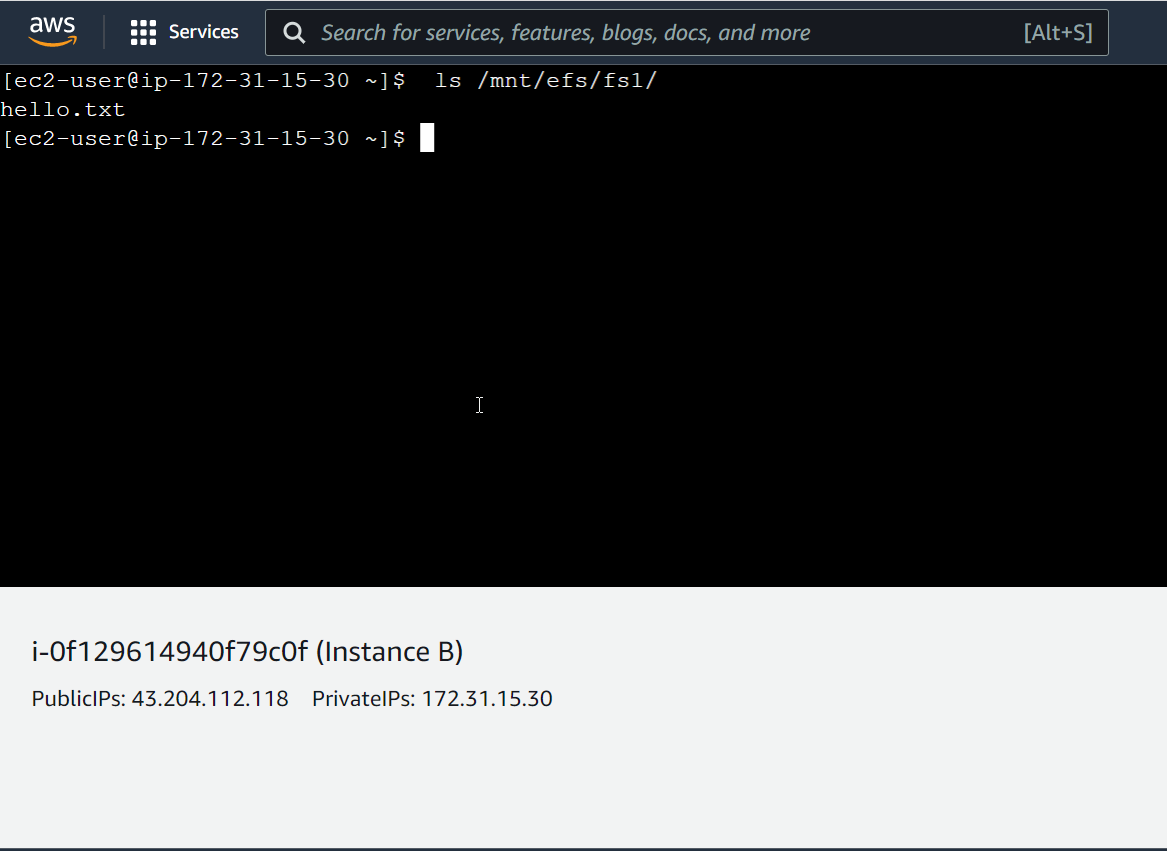 aws Services Search for services, features, blogs, docs, and more [Alt+S]
[ec2-user@ip-172-31-15-30 ~]$  ls /mnt/efs/fs1/
hello.txt
[ec2-user@ip-172-31-15-30 ~]$
i-0f129614940f79c0f (Instance B)
PublicIPs: 43.204.112.118 PrivateIPs: 172.31.15.30